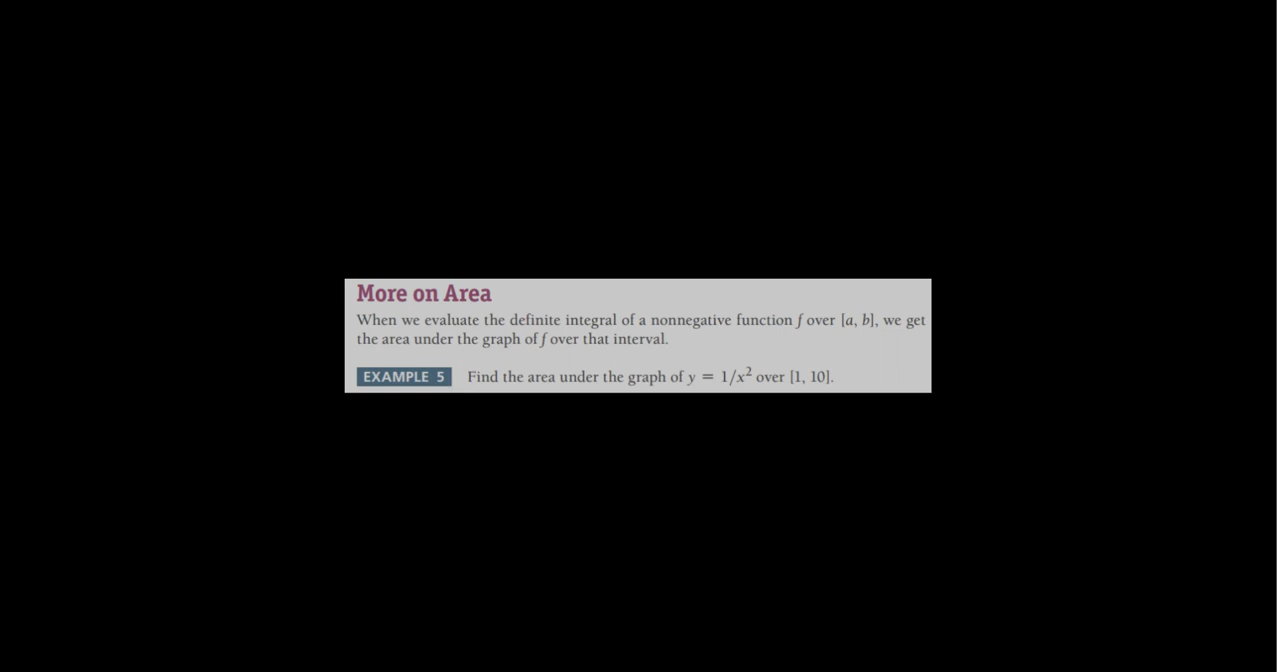 More on Area
When we evaluate the definite integral of a nonnegative function f over [a, b], we get
the area under the graph of f over that interval.
EXAMPLE 5 Find the area under the graph of y = 1/x² over [1, 10].